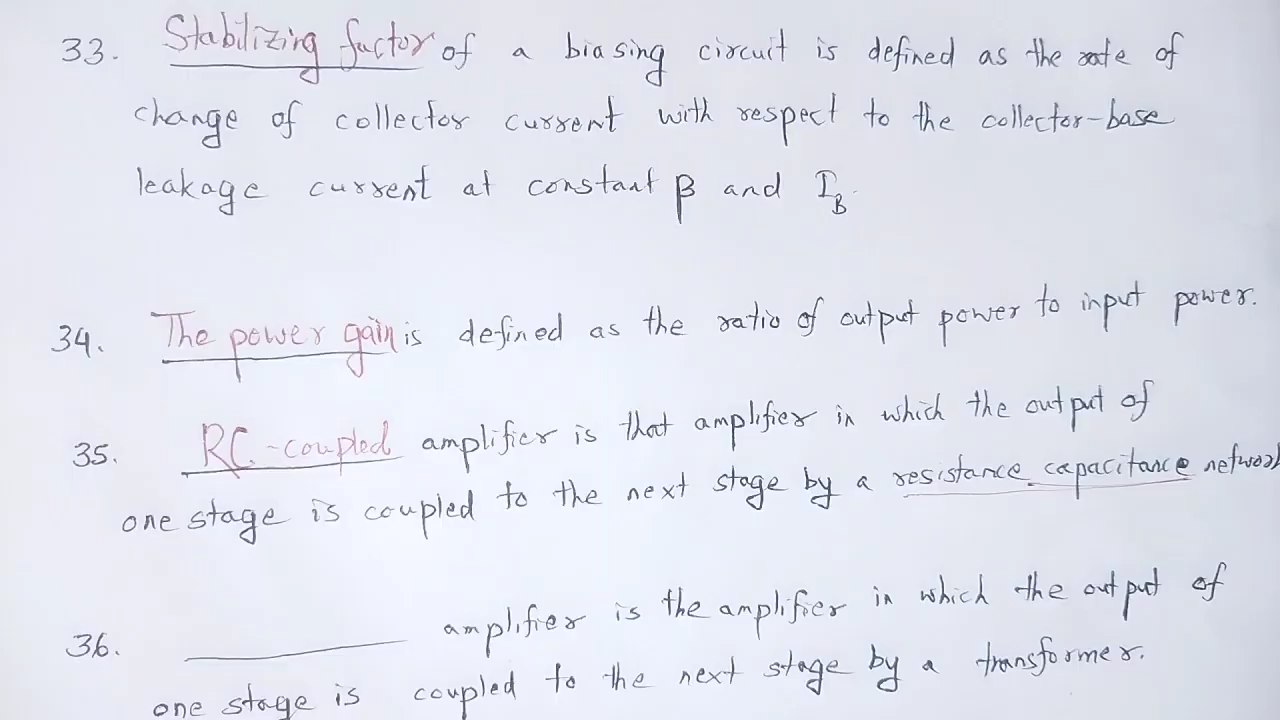 33. Stabilizing factor of a biasing circuit is defined as the rate of
change of collector current with respect to the collector-base
leakage current at constant β and I_B.
34. The power gain is defined as the ratio of output power to input power.
35. RC-coupled amplifier is that amplifier in which the output of
one stage is coupled to the next stage by a resistance capacitance network
36. ________ amplifier is the amplifier in which the output of
one stage is coupled to the next stage by a transformer.